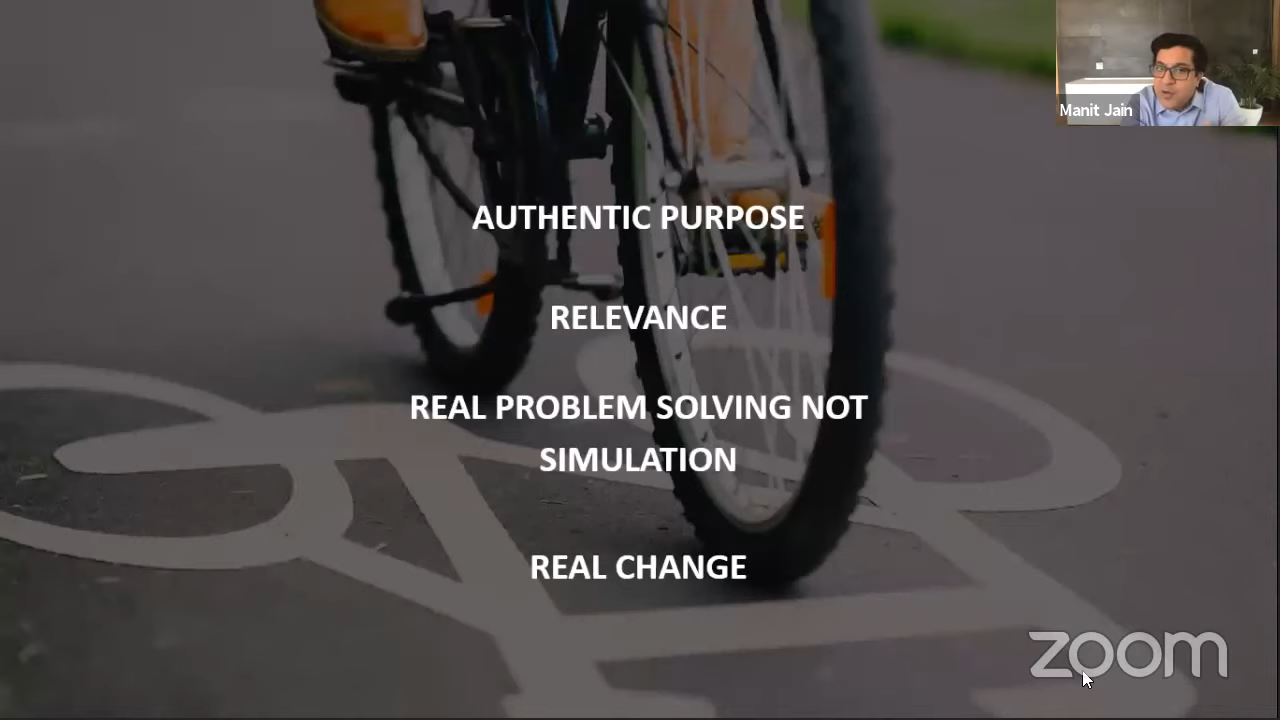 Manit Jain
AUTHENTIC PURPOSE
RELEVANCE
REAL PROBLEM SOLVING NOT
SIMULATION
REAL CHANGE
zoom